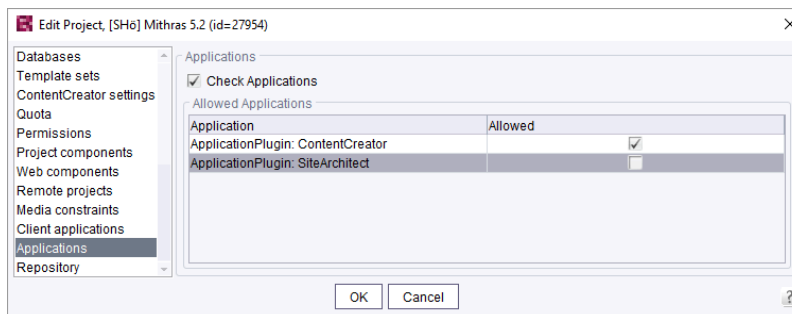 Edit Project, [SHö] Mithras 5.2 (id=27954)
Databases
Template sets
ContentCreator settings
Quota
Permissions
Project components
Web components
Remote projects
Media constraints
Client applications
Applications
Repository
Applications
Check Applications
Allowed Applications
Application Allowed
ApplicationPlugin: ContentCreator
ApplicationPlugin: SiteArchitect
OK Cancel
?